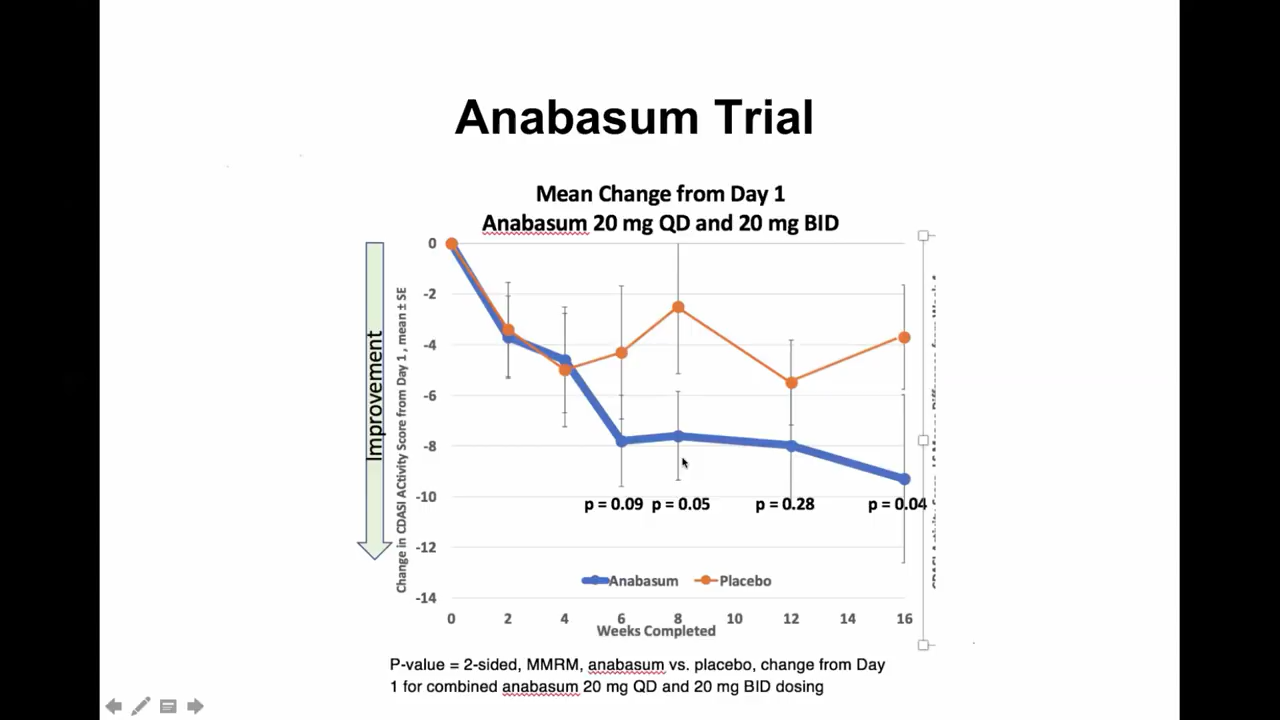 Anabasum Trial
Mean Change from Day 1
Anabasum 20 mg QD and 20 mg BID
Improvement
Change in CDASI ACtivity Score from Day 1 , mean ± SE
0
-2
-4
-6
-8
-10
-12
-14
p = 0.09 p = 0.05 p = 0.28 p = 0.04
Anabasum Placebo
0 2 4 6 8 10 12 14 16
Weeks Completed
P-value = 2-sided, MMRM, anabasum vs. placebo, change from Day
1 for combined anabasum 20 mg QD and 20 mg BID dosing